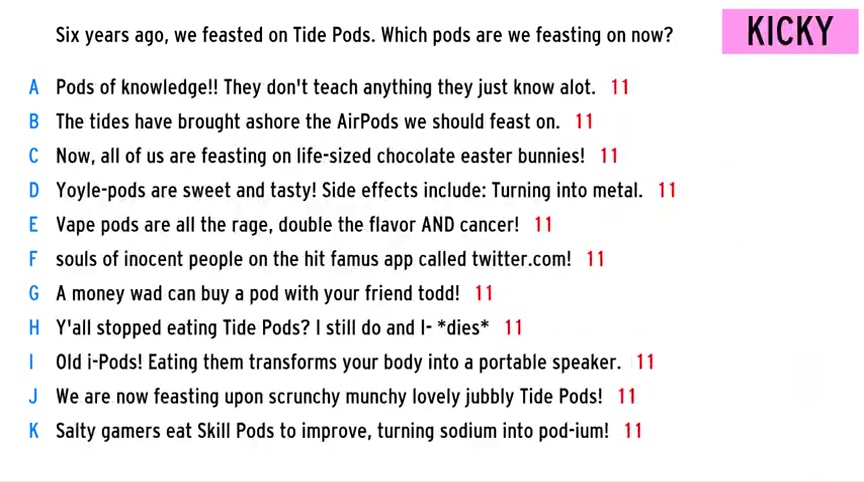 Six years ago, we feasted on Tide Pods. Which pods are we feasting on now?
KICKY
A Pods of knowledge!! They don't teach anything they just know alot. 11
B The tides have brought ashore the AirPods we should feast on. 11
C Now, all of us are feasting on life-sized chocolate easter bunnies! 11
D Yoyle-pods are sweet and tasty! Side effects include: Turning into metal. 11
E Vape pods are all the rage, double the flavor AND cancer! 11
F souls of inocent people on the hit famus app called twitter.com! 11
G A money wad can buy a pod with your friend todd! 11
H Y'all stopped eating Tide Pods? I still do and I- *dies* 11
I Old i-Pods! Eating them transforms your body into a portable speaker. 11
J We are now feasting upon scrunchy munchy lovely jubbly Tide Pods! 11
K Salty gamers eat Skill Pods to improve, turning sodium into pod-ium! 11